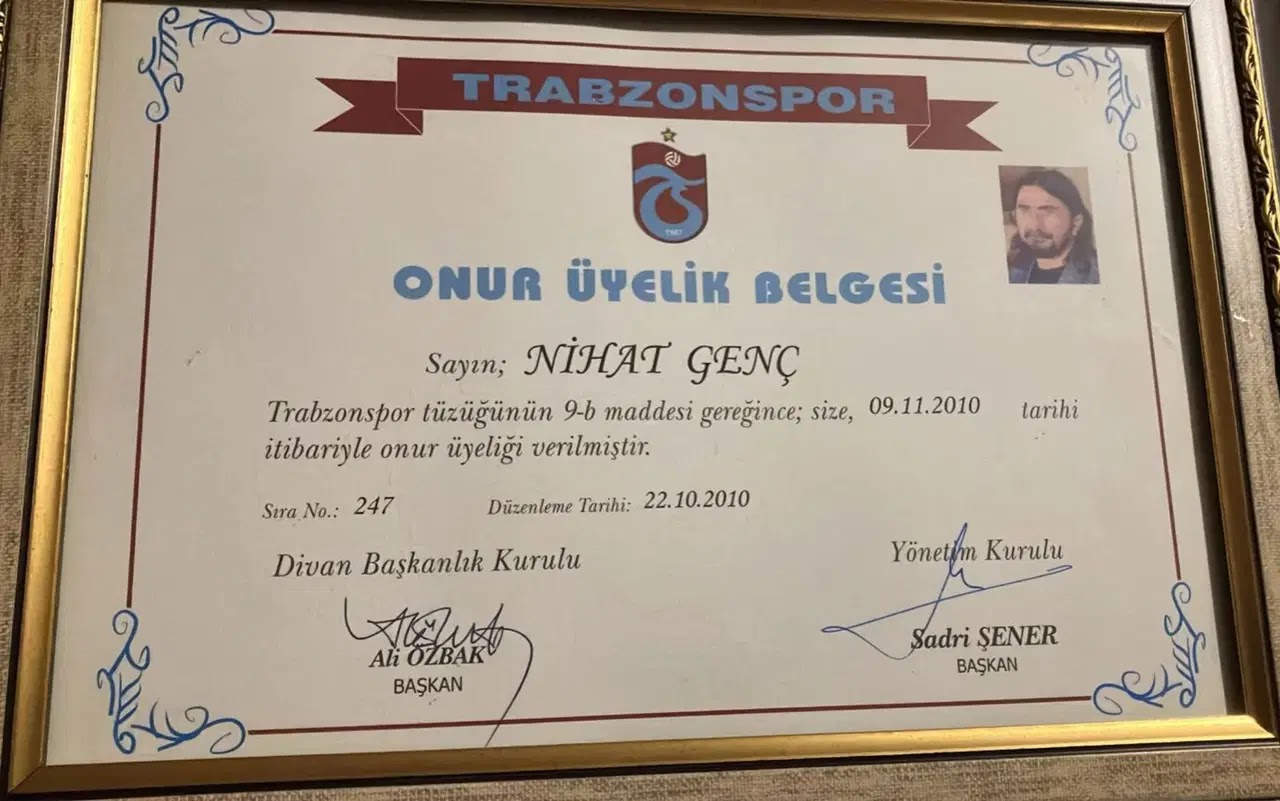 TRABZONSPOR
1967
ONUR ÜYELİK BELGESİ
Sayın; NİHAT GENÇ
Trabzonspor tüzüğünün 9-b maddesi gereğince; size, 09.11.2010 tarihi
itibariyle onur üyeliği verilmiştir.
Sıra No.: 247 Düzenleme Tarihi: 22.10.2010
Divan Başkanlık Kurulu Yönetim Kurulu
Ali ÖZBAK Sadri ŞENER
BAŞKAN BAŞKAN